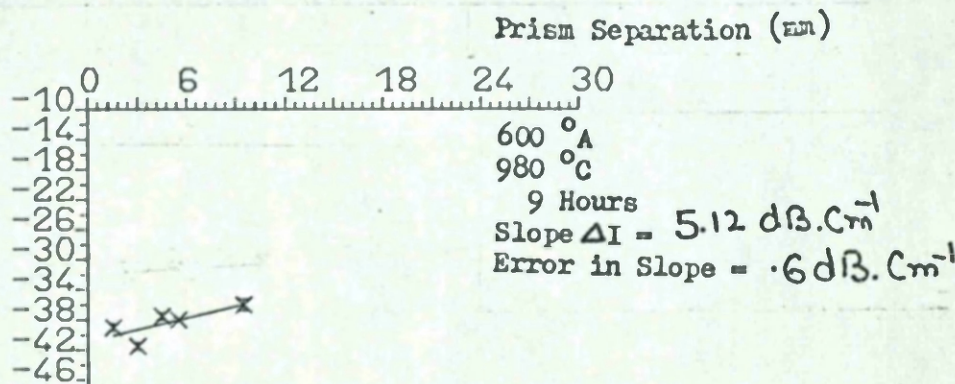 Prism Separation (mm)
0 6 12 18 24 30
-10
-14
-18
-22
-26
-30
-34
-38
-42
-46
600 °A
980 °C
9 Hours
Slope ΔI = 5.12 dB.Cm⁻¹
Error in Slope = .6 dB.Cm⁻¹